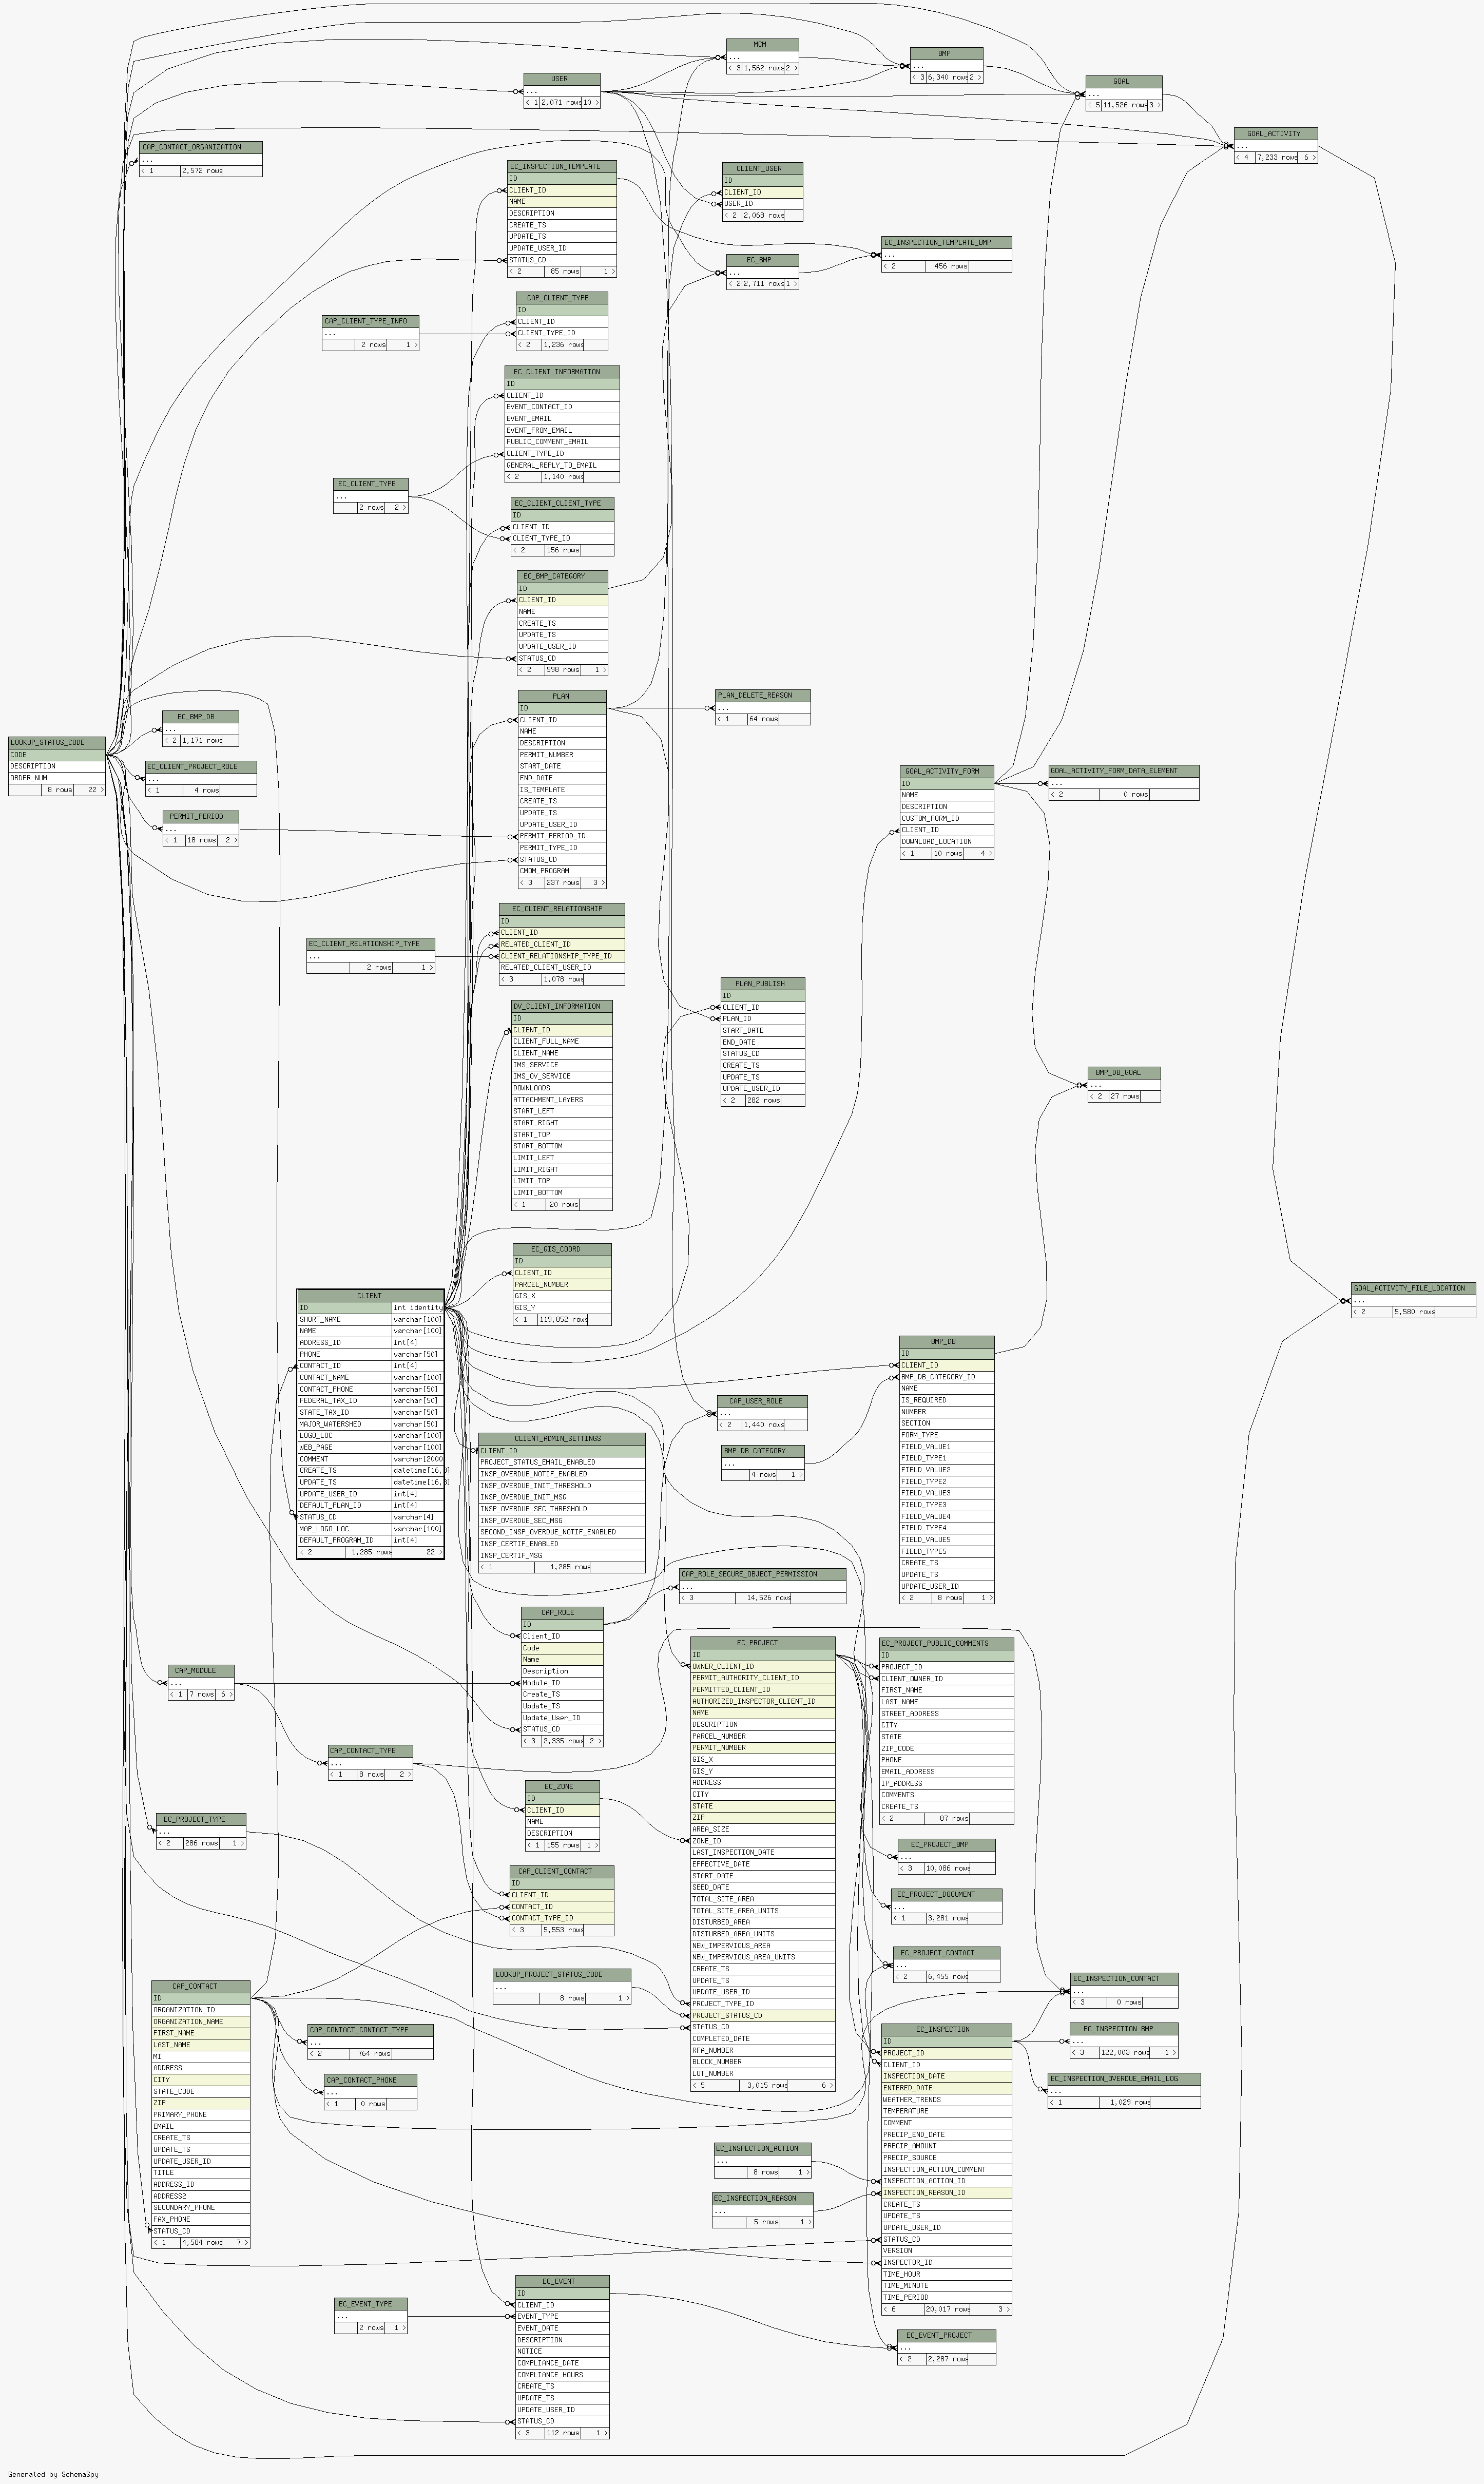 MCM
...
< 3 1,562 rows 2 >
BMP
...
< 3 6,340 rows 2 >
USER
...
< 1 2,071 rows 10 >
GOAL
...
< 5 11,526 rows 3 >
GOAL_ACTIVITY
...
< 4 7,233 rows 6 >
CAP_CONTACT_ORGANIZATION
...
< 1 2,572 rows
EC_INSPECTION_TEMPLATE
ID
CLIENT_ID
NAME
DESCRIPTION
CREATE_TS
UPDATE_TS
UPDATE_USER_ID
STATUS_CD
< 2 85 rows 1 >
CLIENT_USER
ID
CLIENT_ID
USER_ID
< 2 2,068 rows
EC_INSPECTION_TEMPLATE_BMP
...
< 2 456 rows
EC_BMP
...
< 2 2,711 rows 1 >
CAP_CLIENT_TYPE
ID
CLIENT_ID
CLIENT_TYPE_ID
< 2 1,236 rows
CAP_CLIENT_TYPE_INFO
...
2 rows 1 >
EC_CLIENT_INFORMATION
ID
CLIENT_ID
EVENT_CONTACT_ID
EVENT_EMAIL
EVENT_FROM_EMAIL
PUBLIC_COMMENT_EMAIL
CLIENT_TYPE_ID
GENERAL_REPLY_TO_EMAIL
< 2 1,140 rows
EC_CLIENT_TYPE
...
2 rows 2 >
EC_CLIENT_CLIENT_TYPE
ID
CLIENT_ID
CLIENT_TYPE_ID
< 2 156 rows
EC_BMP_CATEGORY
ID
CLIENT_ID
NAME
CREATE_TS
UPDATE_TS
UPDATE_USER_ID
STATUS_CD
< 2 598 rows 1 >
PLAN
ID
CLIENT_ID
NAME
DESCRIPTION
PERMIT_NUMBER
START_DATE
END_DATE
IS_TEMPLATE
CREATE_TS
UPDATE_TS
UPDATE_USER_ID
PERMIT_PERIOD_ID
PERMIT_TYPE_ID
STATUS_CD
CMOM_PROGRAM
< 3 237 rows 3 >
PLAN_DELETE_REASON
...
< 1 64 rows
EC_BMP_DB
...
< 2 1,171 rows
LOOKUP_STATUS_CODE
CODE
DESCRIPTION
ORDER_NUM
8 rows 22 >
EC_CLIENT_PROJECT_ROLE
...
< 1 4 rows
PERMIT_PERIOD
...
< 1 18 rows 2 >
GOAL_ACTIVITY_FORM
ID
NAME
DESCRIPTION
CUSTOM_FORM_ID
CLIENT_ID
DOWNLOAD_LOCATION
< 1 10 rows 4 >
GOAL_ACTIVITY_FORM_DATA_ELEMENT
...
< 2 0 rows
EC_CLIENT_RELATIONSHIP
ID
CLIENT_ID
RELATED_CLIENT_ID
CLIENT_RELATIONSHIP_TYPE_ID
RELATED_CLIENT_USER_ID
< 3 1,078 rows
EC_CLIENT_RELATIONSHIP_TYPE
...
2 rows 1 >
PLAN_PUBLISH
ID
CLIENT_ID
PLAN_ID
START_DATE
END_DATE
STATUS_CD
CREATE_TS
UPDATE_TS
UPDATE_USER_ID
< 2 282 rows
DV_CLIENT_INFORMATION
ID
CLIENT_ID
CLIENT_FULL_NAME
CLIENT_NAME
IMS_SERVICE
IMS_OV_SERVICE
DOWNLOADS
ATTACHMENT_LAYERS
START_LEFT
START_RIGHT
START_TOP
START_BOTTOM
LIMIT_LEFT
LIMIT_RIGHT
LIMIT_TOP
LIMIT_BOTTOM
< 1 20 rows
BMP_DB_GOAL
...
< 2 27 rows
EC_GIS_COORD
ID
CLIENT_ID
PARCEL_NUMBER
GIS_X
GIS_Y
< 1 119,852 rows
GOAL_ACTIVITY_FILE_LOCATION
...
< 2 5,580 rows
CLIENT
ID int identity
SHORT_NAME varchar[100]
NAME varchar[100]
ADDRESS_ID int[4]
PHONE varchar[50]
CONTACT_ID int[4]
CONTACT_NAME varchar[100]
CONTACT_PHONE varchar[50]
FEDERAL_TAX_ID varchar[50]
STATE_TAX_ID varchar[50]
MAJOR_WATERSHED varchar[50]
LOGO_LOC varchar[100]
WEB_PAGE varchar[100]
COMMENT varchar[2000
CREATE_TS datetime[16,3]
UPDATE_TS datetime[16,3]
UPDATE_USER_ID int[4]
DEFAULT_PLAN_ID int[4]
STATUS_CD varchar[4]
MAP_LOGO_LOC varchar[100]
DEFAULT_PROGRAM_ID int[4]
< 2 1,285 rows 22 >
BMP_DB
ID
CLIENT_ID
BMP_DB_CATEGORY_ID
NAME
IS_REQUIRED
NUMBER
SECTION
FORM_TYPE
FIELD_VALUE1
FIELD_TYPE1
FIELD_VALUE2
FIELD_TYPE2
FIELD_VALUE3
FIELD_TYPE3
FIELD_VALUE4
FIELD_TYPE4
FIELD_VALUE5
FIELD_TYPE5
CREATE_TS
UPDATE_TS
UPDATE_USER_ID
< 2 8 rows 1 >
CAP_USER_ROLE
...
< 2 1,440 rows
BMP_DB_CATEGORY
...
4 rows 1 >
CLIENT_ADMIN_SETTINGS
CLIENT_ID
PROJECT_STATUS_EMAIL_ENABLED
INSP_OVERDUE_NOTIF_ENABLED
INSP_OVERDUE_INIT_THRESHOLD
INSP_OVERDUE_INIT_MSG
INSP_OVERDUE_SEC_THRESHOLD
INSP_OVERDUE_SEC_MSG
SECOND_INSP_OVERDUE_NOTIF_ENABLED
INSP_CERTIF_ENABLED
INSP_CERTIF_MSG
< 1 1,285 rows
CAP_ROLE_SECURE_OBJECT_PERMISSION
...
< 3 14,526 rows
CAP_ROLE
ID
Client_ID
Code
Name
Description
Module_ID
Create_TS
Update_TS
Update_User_ID
STATUS_CD
< 3 2,335 rows 2 >
CAP_MODULE
...
< 1 7 rows 6 >
CAP_CONTACT_TYPE
...
< 1 8 rows 2 >
EC_PROJECT
ID
OWNER_CLIENT_ID
PERMIT_AUTHORITY_CLIENT_ID
PERMITTED_CLIENT_ID
AUTHORIZED_INSPECTOR_CLIENT_ID
NAME
DESCRIPTION
PARCEL_NUMBER
PERMIT_NUMBER
GIS_X
GIS_Y
ADDRESS
CITY
STATE
ZIP
AREA_SIZE
ZONE_ID
LAST_INSPECTION_DATE
EFFECTIVE_DATE
START_DATE
SEED_DATE
TOTAL_SITE_AREA
TOTAL_SITE_AREA_UNITS
DISTURBED_AREA
DISTURBED_AREA_UNITS
NEW_IMPERVIOUS_AREA
NEW_IMPERVIOUS_AREA_UNITS
CREATE_TS
UPDATE_TS
UPDATE_USER_ID
PROJECT_TYPE_ID
PROJECT_STATUS_CD
STATUS_CD
COMPLETED_DATE
RFA_NUMBER
BLOCK_NUMBER
LOT_NUMBER
< 5 3,015 rows 6 >
EC_PROJECT_PUBLIC_COMMENTS
ID
PROJECT_ID
CLIENT_OWNER_ID
FIRST_NAME
LAST_NAME
STREET_ADDRESS
CITY
STATE
ZIP_CODE
PHONE
EMAIL_ADDRESS
IP_ADDRESS
COMMENTS
CREATE_TS
< 2 87 rows
EC_ZONE
ID
CLIENT_ID
NAME
DESCRIPTION
< 1 155 rows 1 >
EC_PROJECT_TYPE
...
< 2 286 rows 1 >
EC_PROJECT_BMP
...
< 3 10,086 rows
CAP_CLIENT_CONTACT
ID
CLIENT_ID
CONTACT_ID
CONTACT_TYPE_ID
< 3 5,553 rows
EC_PROJECT_DOCUMENT
...
< 1 3,281 rows
EC_PROJECT_CONTACT
...
< 2 6,455 rows
LOOKUP_PROJECT_STATUS_CODE
...
8 rows 1 >
EC_INSPECTION_CONTACT
...
< 3 0 rows
CAP_CONTACT
ID
ORGANIZATION_ID
ORGANIZATION_NAME
FIRST_NAME
LAST_NAME
MI
ADDRESS
CITY
STATE_CODE
ZIP
PRIMARY_PHONE
EMAIL
CREATE_TS
UPDATE_TS
UPDATE_USER_ID
TITLE
ADDRESS_ID
ADDRESS2
SECONDARY_PHONE
FAX_PHONE
STATUS_CD
< 1 4,584 rows 7 >
CAP_CONTACT_CONTACT_TYPE
...
< 2 764 rows
CAP_CONTACT_PHONE
...
< 1 0 rows
EC_INSPECTION
ID
PROJECT_ID
CLIENT_ID
INSPECTION_DATE
ENTERED_DATE
WEATHER_TRENDS
TEMPERATURE
COMMENT
PRECIP_END_DATE
PRECIP_AMOUNT
PRECIP_SOURCE
INSPECTION_ACTION_COMMENT
INSPECTION_ACTION_ID
INSPECTION_REASON_ID
CREATE_TS
UPDATE_TS
UPDATE_USER_ID
STATUS_CD
VERSION
INSPECTOR_ID
TIME_HOUR
TIME_MINUTE
TIME_PERIOD
< 6 20,017 rows 3 >
EC_INSPECTION_BMP
...
< 3 122,003 rows 1 >
EC_INSPECTION_OVERDUE_EMAIL_LOG
...
< 1 1,029 rows
EC_INSPECTION_ACTION
...
8 rows 1 >
EC_INSPECTION_REASON
...
5 rows 1 >
EC_EVENT
ID
CLIENT_ID
EVENT_TYPE
EVENT_DATE
DESCRIPTION
NOTICE
COMPLIANCE_DATE
COMPLIANCE_HOURS
CREATE_TS
UPDATE_TS
UPDATE_USER_ID
STATUS_CD
< 3 112 rows 1 >
EC_EVENT_TYPE
...
2 rows 1 >
EC_EVENT_PROJECT
...
< 2 2,287 rows
Generated by SchemaSpy